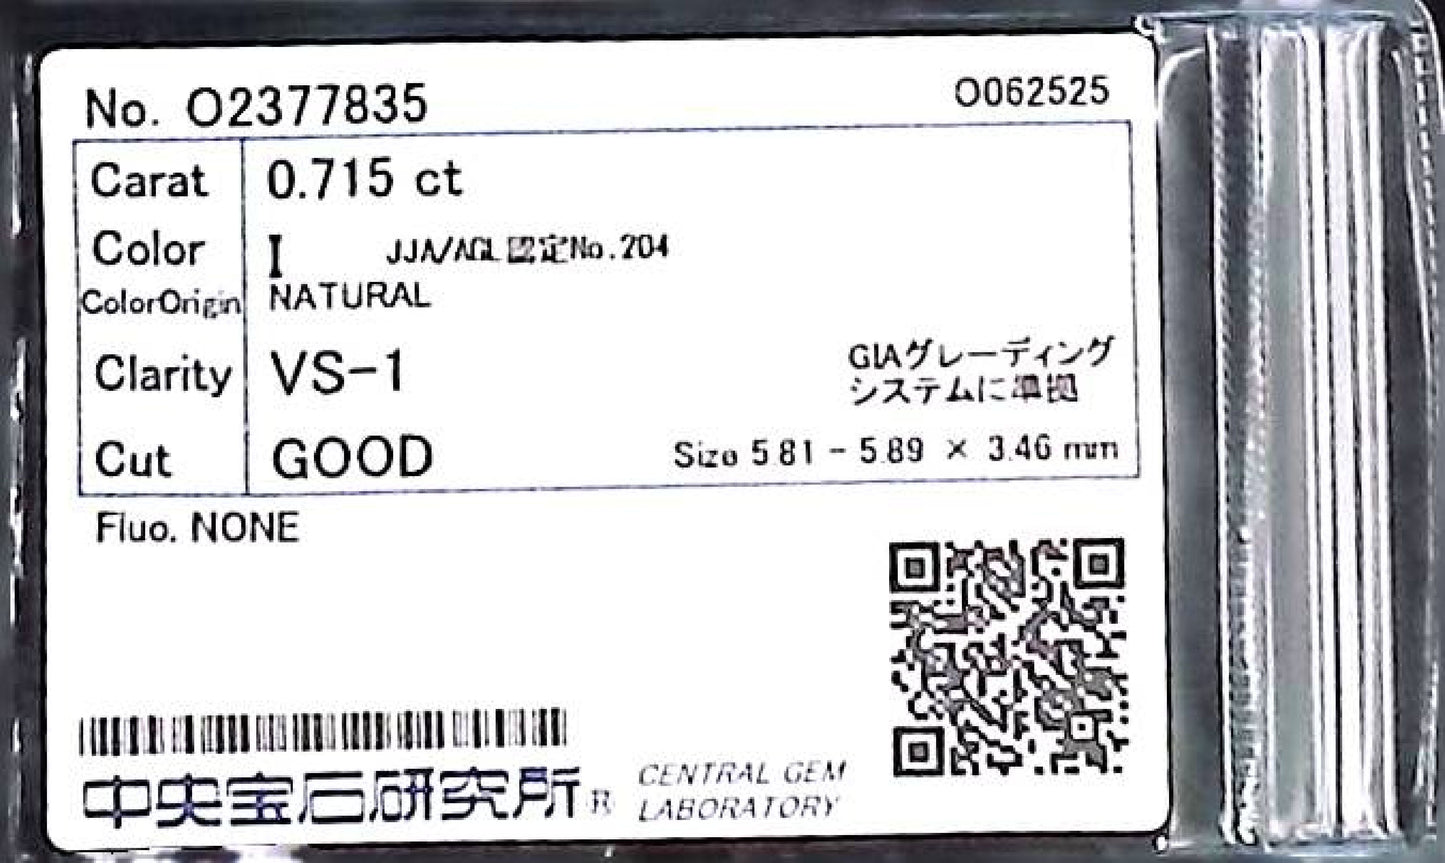 No. O2377835
O062525
Carat 0.715 ct
Color I JJA/AGL認定No.204
ColorOrigin NATURAL
Clarity VS-1
GIAグレーディング
システムに準拠
Cut GOOD Size 5.81 - 5.89 × 3.46 mm
Fluo. NONE
中央宝石研究所® CENTRAL GEM
LABORATORY